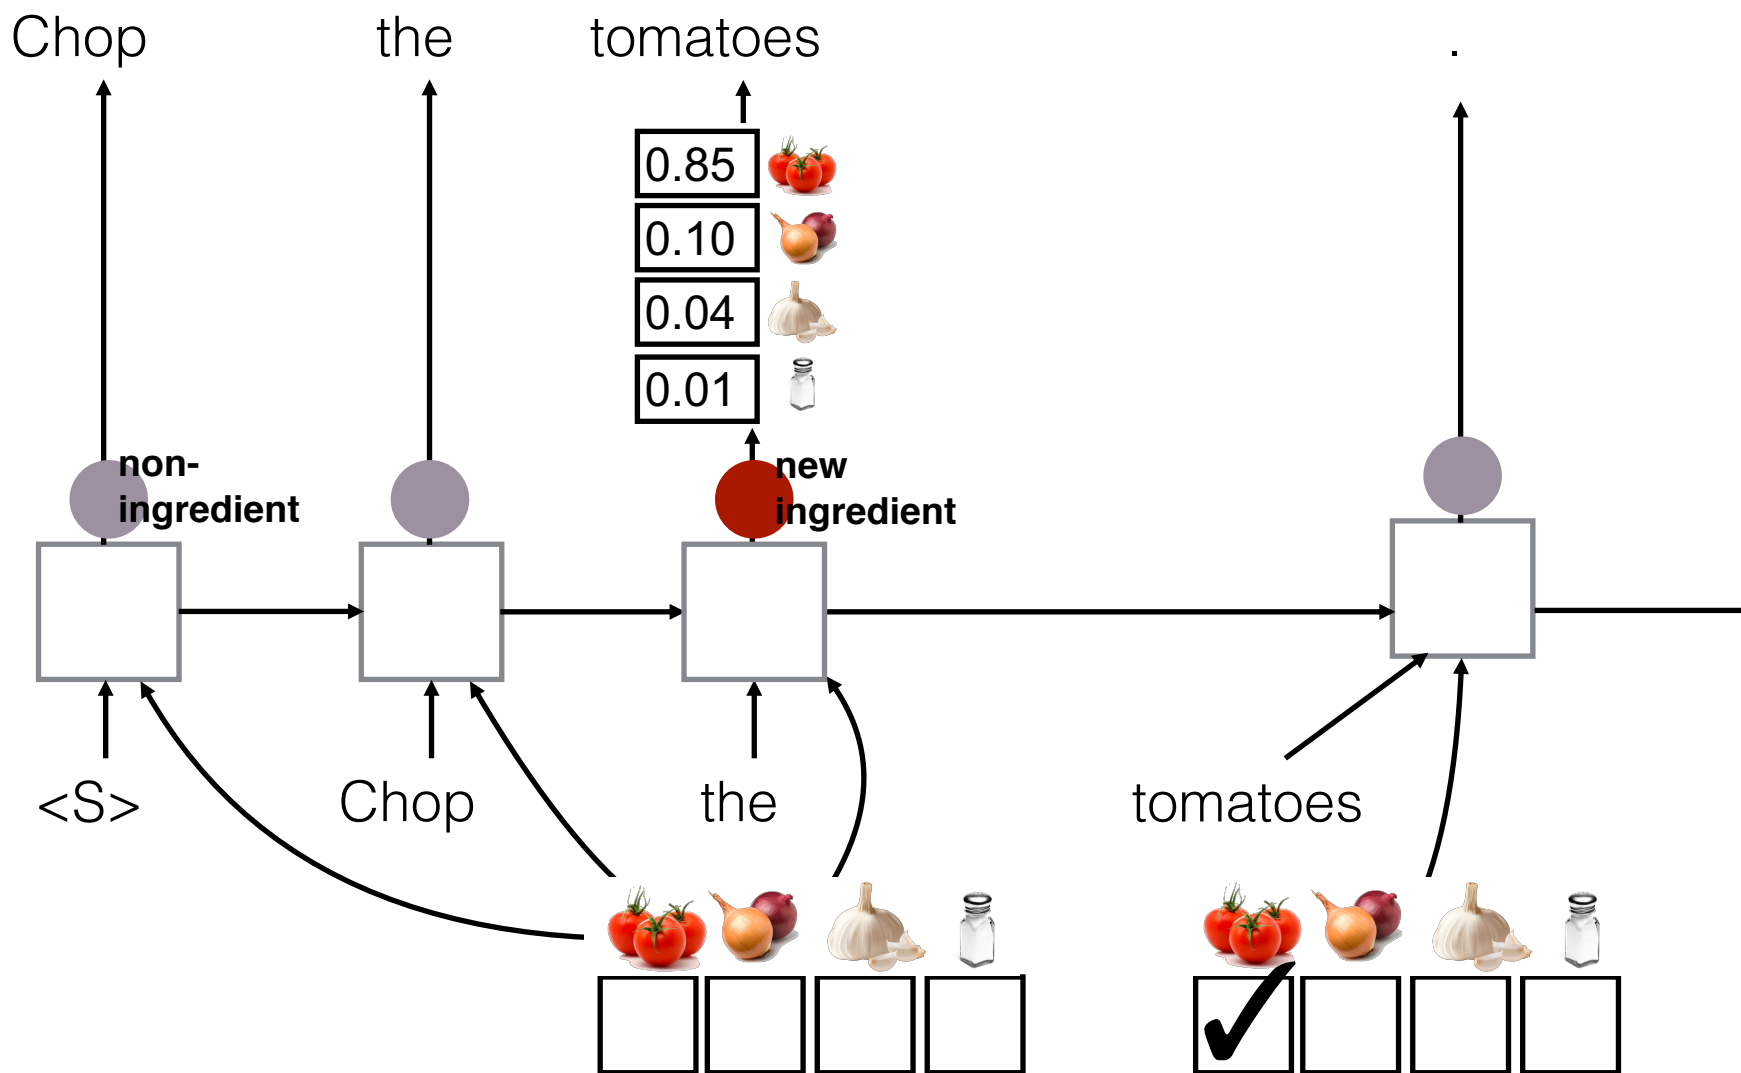 Chop the tomatoes .
0.85
0.10
0.04
0.01
non-
ingredient
new
ingredient
<S> Chop the tomatoes